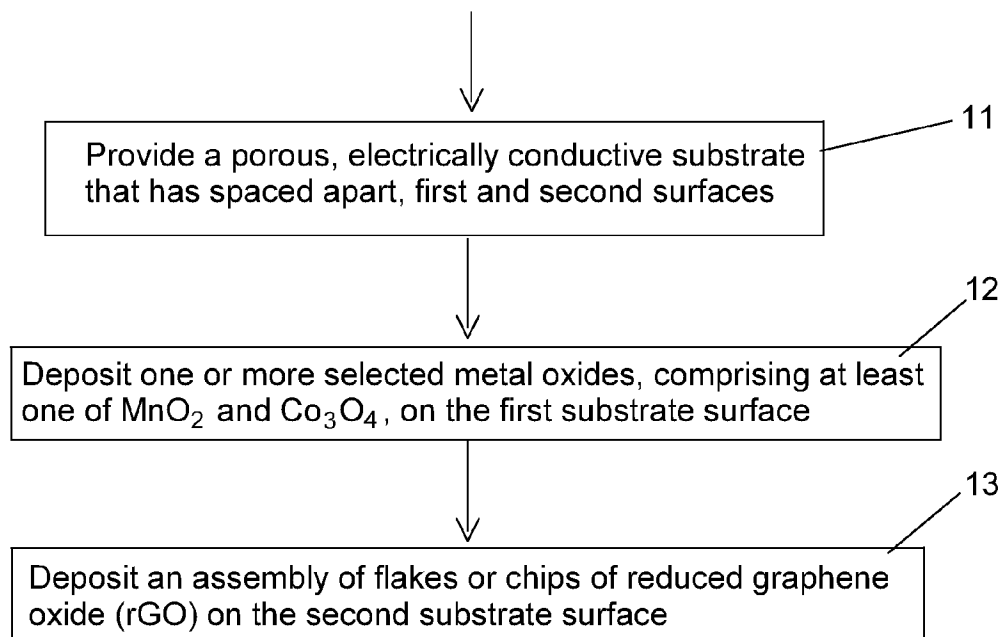 11
Provide a porous, electrically conductive substrate
that has spaced apart, first and second surfaces
12
Deposit one or more selected metal oxides, comprising at least
one of MnO₂ and Co₃O₄, on the first substrate surface
13
Deposit an assembly of flakes or chips of reduced graphene
oxide (rGO) on the second substrate surface